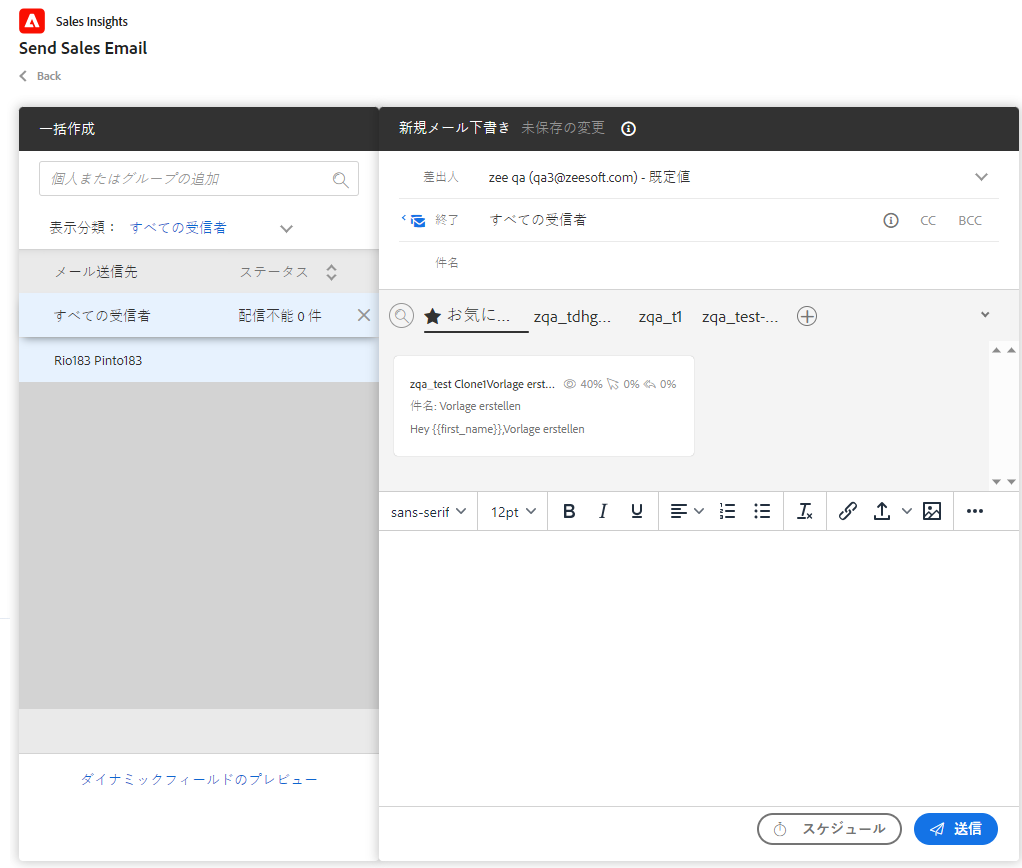 Sales Insights
Send Sales Email
Back
一括作成
個人またはグループの追加
表示分類： すべての受信者
メール送信先 ステータス
すべての受信者 配信不能 0 件
Rio183 Pinto183
ダイナミックフィールドのプレビュー
新規メール下書き 未保存の変更
差出人 zee qa (qa3@zeesoft.com) - 既定値
終了 すべての受信者 CC BCC
件名
お気に... zqa_tdhg... zqa_t1 zqa_test-...
zqa_test Clone1Vorlage erst... 40% 0% 0%
件名: Vorlage erstellen
Hey {{first_name}},Vorlage erstellen
sans-serif 12pt B I U
スケジュール 送信